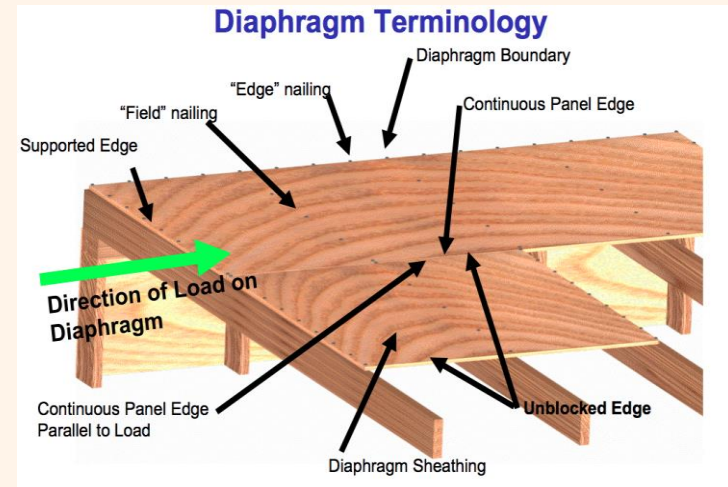 Diaphragm Terminology
Diaphragm Boundary
“Edge” nailing
Continuous Panel Edge
“Field” nailing
Supported Edge
Direction of Load on
Diaphragm
Continuous Panel Edge
Parallel to Load
Unblocked Edge
Diaphragm Sheathing